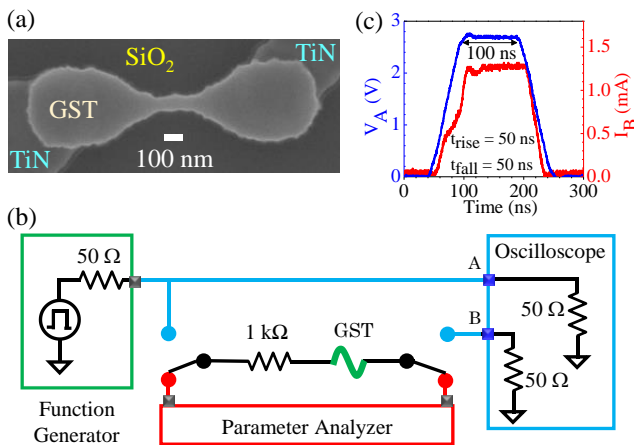 (a)
TiN
SiO2
GST
TiN
100 nm
(c)
3
2
1
0
VA (V)
1.5
1.0
0.5
0.0
IB (mA)
100 ns
trise = 50 ns
tfall = 50 ns
0
100
200
300
Time (ns)
(b)
50 Ω
Function
Generator
1 kΩ
GST
Parameter Analyzer
Oscilloscope
A
50 Ω
B
50 Ω